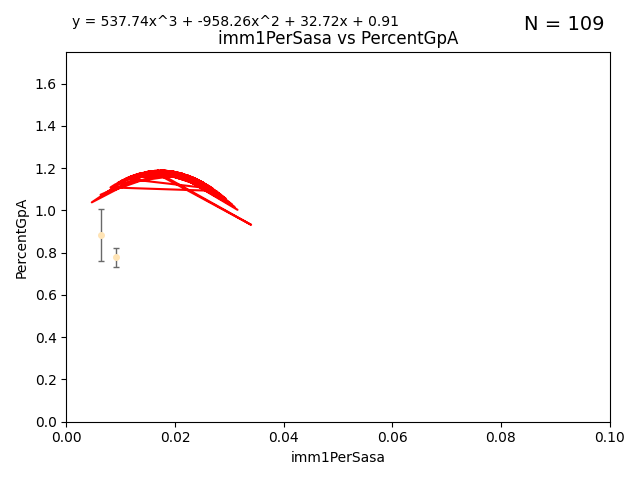 y = 537.74x^3 + -958.26x^2 + 32.72x + 0.91
N = 109
imm1PerSasa vs PercentGpA
PercentGpA
1.6
1.4
1.2
1.0
0.8
0.6
0.4
0.2
0.0
0.00 0.02 0.04 0.06 0.08 0.10
imm1PerSasa